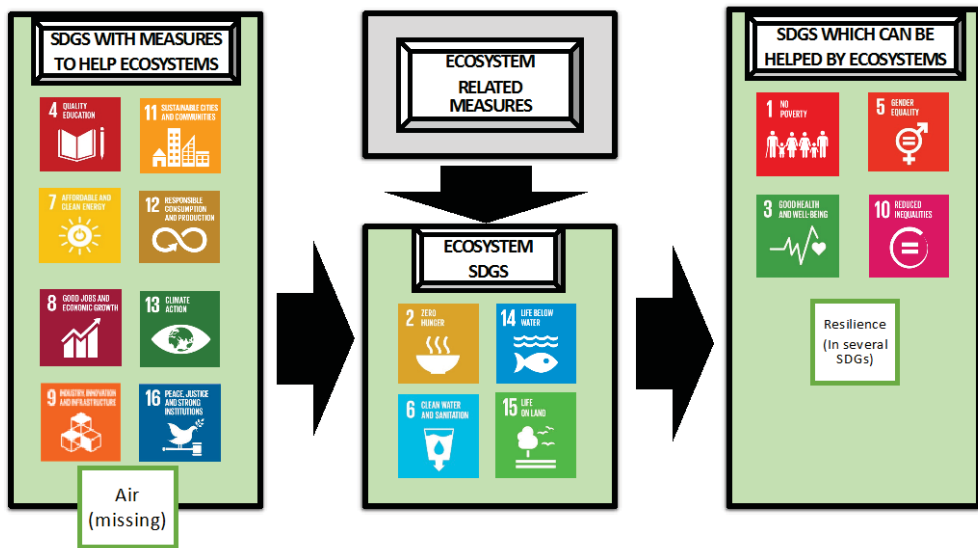 SDGS WITH MEASURES
TO HELP ECOSYSTEMS
4 QUALITY
EDUCATION
11 SUSTAINABLE CITIES
AND COMMUNITIES
7 AFFORDABLE AND
CLEAN ENERGY
12 RESPONSIBLE
CONSUMPTION
AND PRODUCTION
8 GOOD JOBS AND
ECONOMIC GROWTH
13 CLIMATE
ACTION
9 INDUSTRY, INNOVATION
AND INFRASTRUCTURE
16 PEACE, JUSTICE
AND STRONG
INSTITUTIONS
Air
(missing)
ECOSYSTEM
RELATED
MEASURES
ECOSYSTEM
SDGS
2 ZERO
HUNGER
14 LIFE BELOW
WATER
6 CLEAN WATER
AND SANITATION
15 LIFE
ON LAND
SDGS WHICH CAN BE
HELPED BY ECOSYSTEMS
1 NO
POVERTY
5 GENDER
EQUALITY
3 GOOD HEALTH
AND WELL-BEING
10 REDUCED
INEQUALITIES
Resilience
(In several
SDGs)